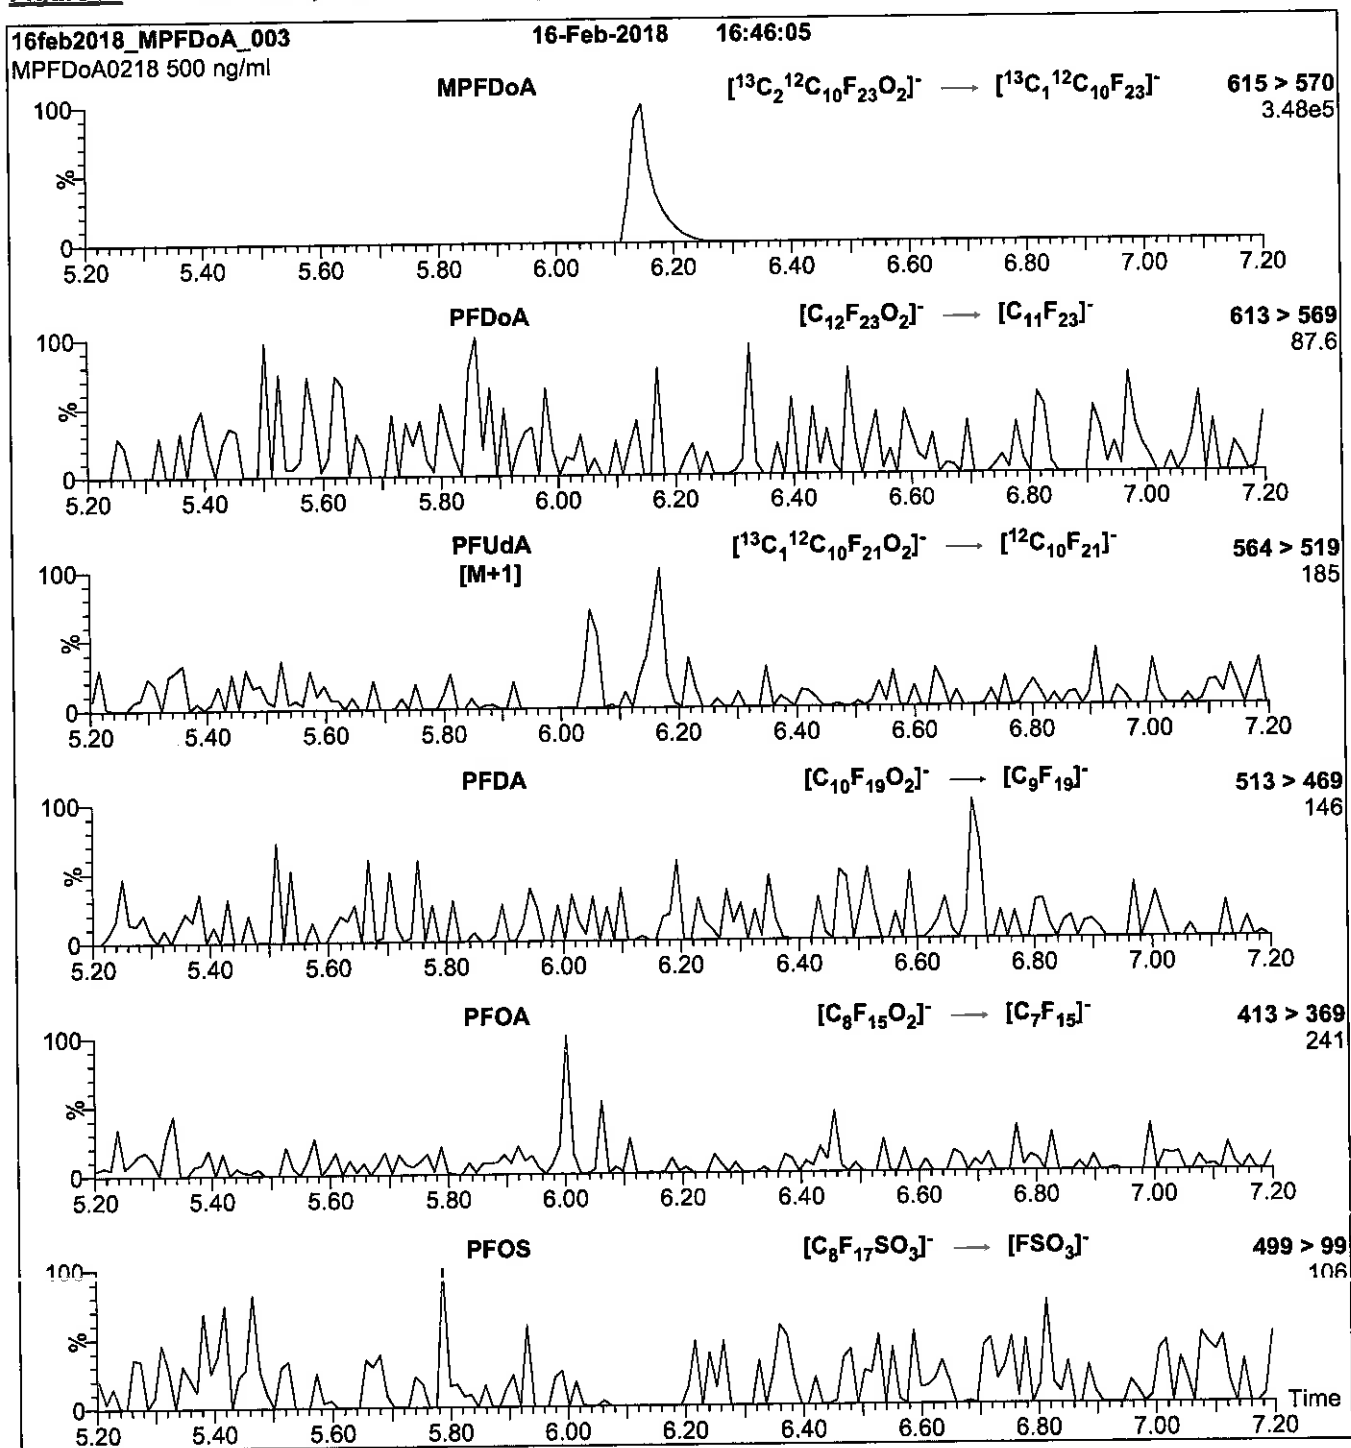 16feb2018_MPFDoA_003 16-Feb-2018 16:46:05
MPFDoA0218 500 ng/ml
MPFDoA [¹³C₂¹²C₁₀F₂₃O₂]⁻ → [¹³C₁¹²C₁₀F₂₃]⁻ 615 > 570
3.48e5
100
%
0
5.20 5.40 5.60 5.80 6.00 6.20 6.40 6.60 6.80 7.00 7.20
PFDoA [C₁₂F₂₃O₂]⁻ → [C₁₁F₂₃]⁻ 613 > 569
87.6
100
%
0
5.20 5.40 5.60 5.80 6.00 6.20 6.40 6.60 6.80 7.00 7.20
PFUdA [¹³C₁¹²C₁₀F₂₁O₂]⁻ → [¹²C₁₀F₂₁]⁻ 564 > 519
[M+1] 185
100
%
0
5.20 5.40 5.60 5.80 6.00 6.20 6.40 6.60 6.80 7.00 7.20
PFDA [C₁₀F₁₉O₂]⁻ → [C₉F₁₉]⁻ 513 > 469
146
100
%
0
5.20 5.40 5.60 5.80 6.00 6.20 6.40 6.60 6.80 7.00 7.20
PFOA [C₈F₁₅O₂]⁻ → [C₇F₁₅]⁻ 413 > 369
241
100
%
0
5.20 5.40 5.60 5.80 6.00 6.20 6.40 6.60 6.80 7.00 7.20
PFOS [C₈F₁₇SO₃]⁻ → [FSO₃]⁻ 499 > 99
106
100
%
0
Time
5.20 5.40 5.60 5.80 6.00 6.20 6.40 6.60 6.80 7.00 7.20